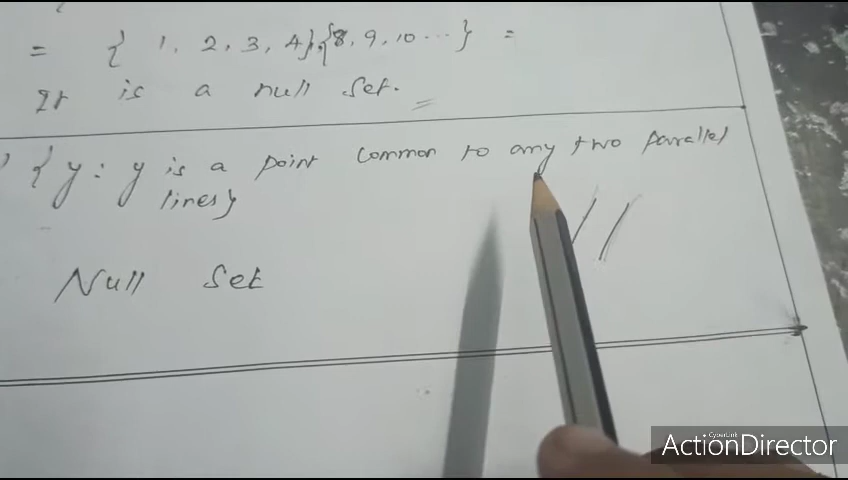 = { 1, 2, 3, 4}, {8, 9, 10 ... } =
It is a null set.
{ y : y is a point common to any two parallel
lines}
Null Set
CyberLink
ActionDirector